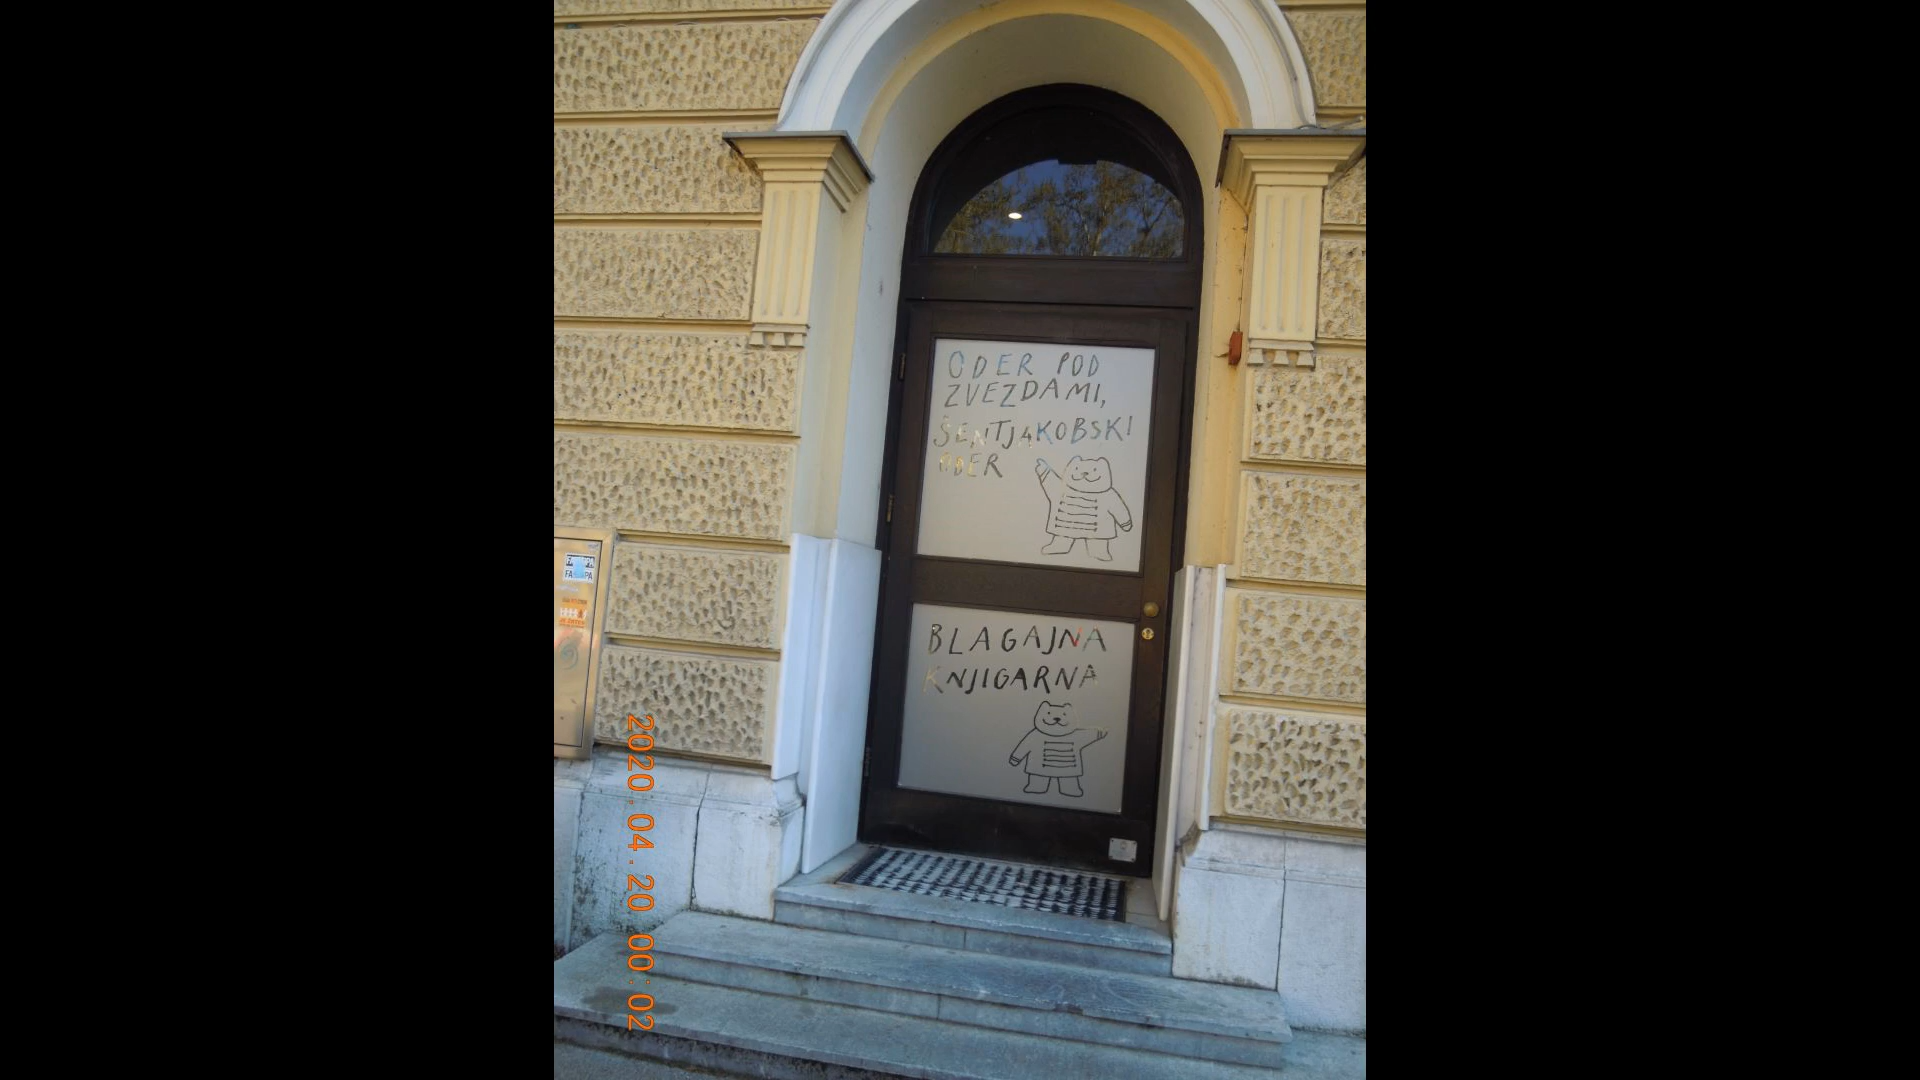 ODER POD
ZVEZDAMI,
ŠENTJAKOBSKI
ODER
BLAGAJNA
KNJIGARNA
2020.04.20 00:02